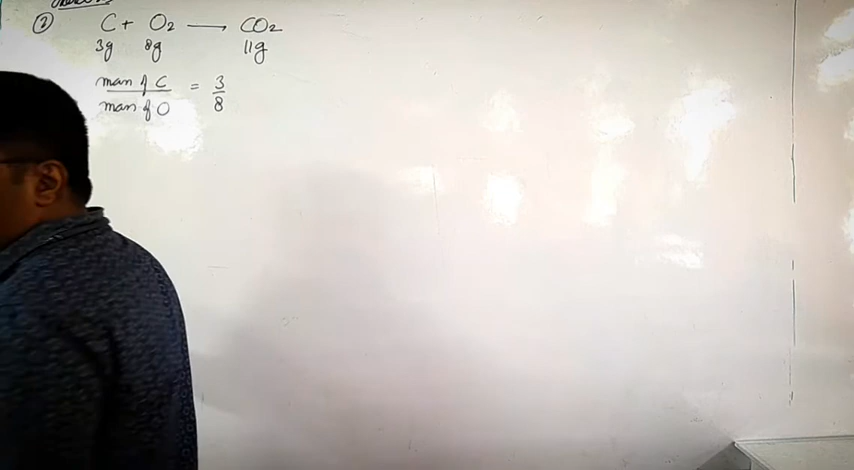 ② C + O₂ ⟶ CO₂
3g 8g 11g
mass of C / mass of O = 3/8